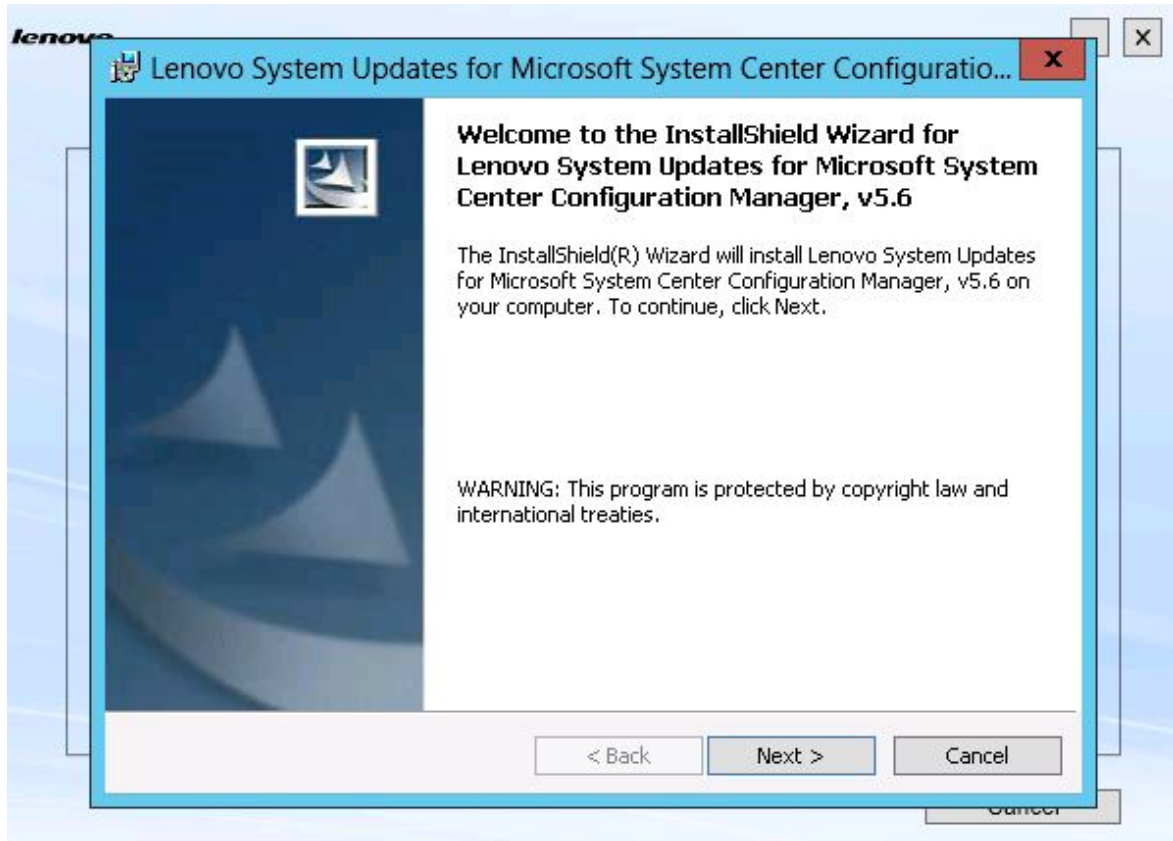 lenovo
Lenovo System Updates for Microsoft System Center Configuratio...
x
X
Welcome to the InstallShield Wizard for
Lenovo System Updates for Microsoft System
Center Configuration Manager, v5.6
The InstallShield(R) Wizard will install Lenovo System Updates
for Microsoft System Center Configuration Manager, v5.6 on
your computer. To continue, click Next.
WARNING: This program is protected by copyright law and
international treaties.
< Back
Next >
Cancel
Cancel